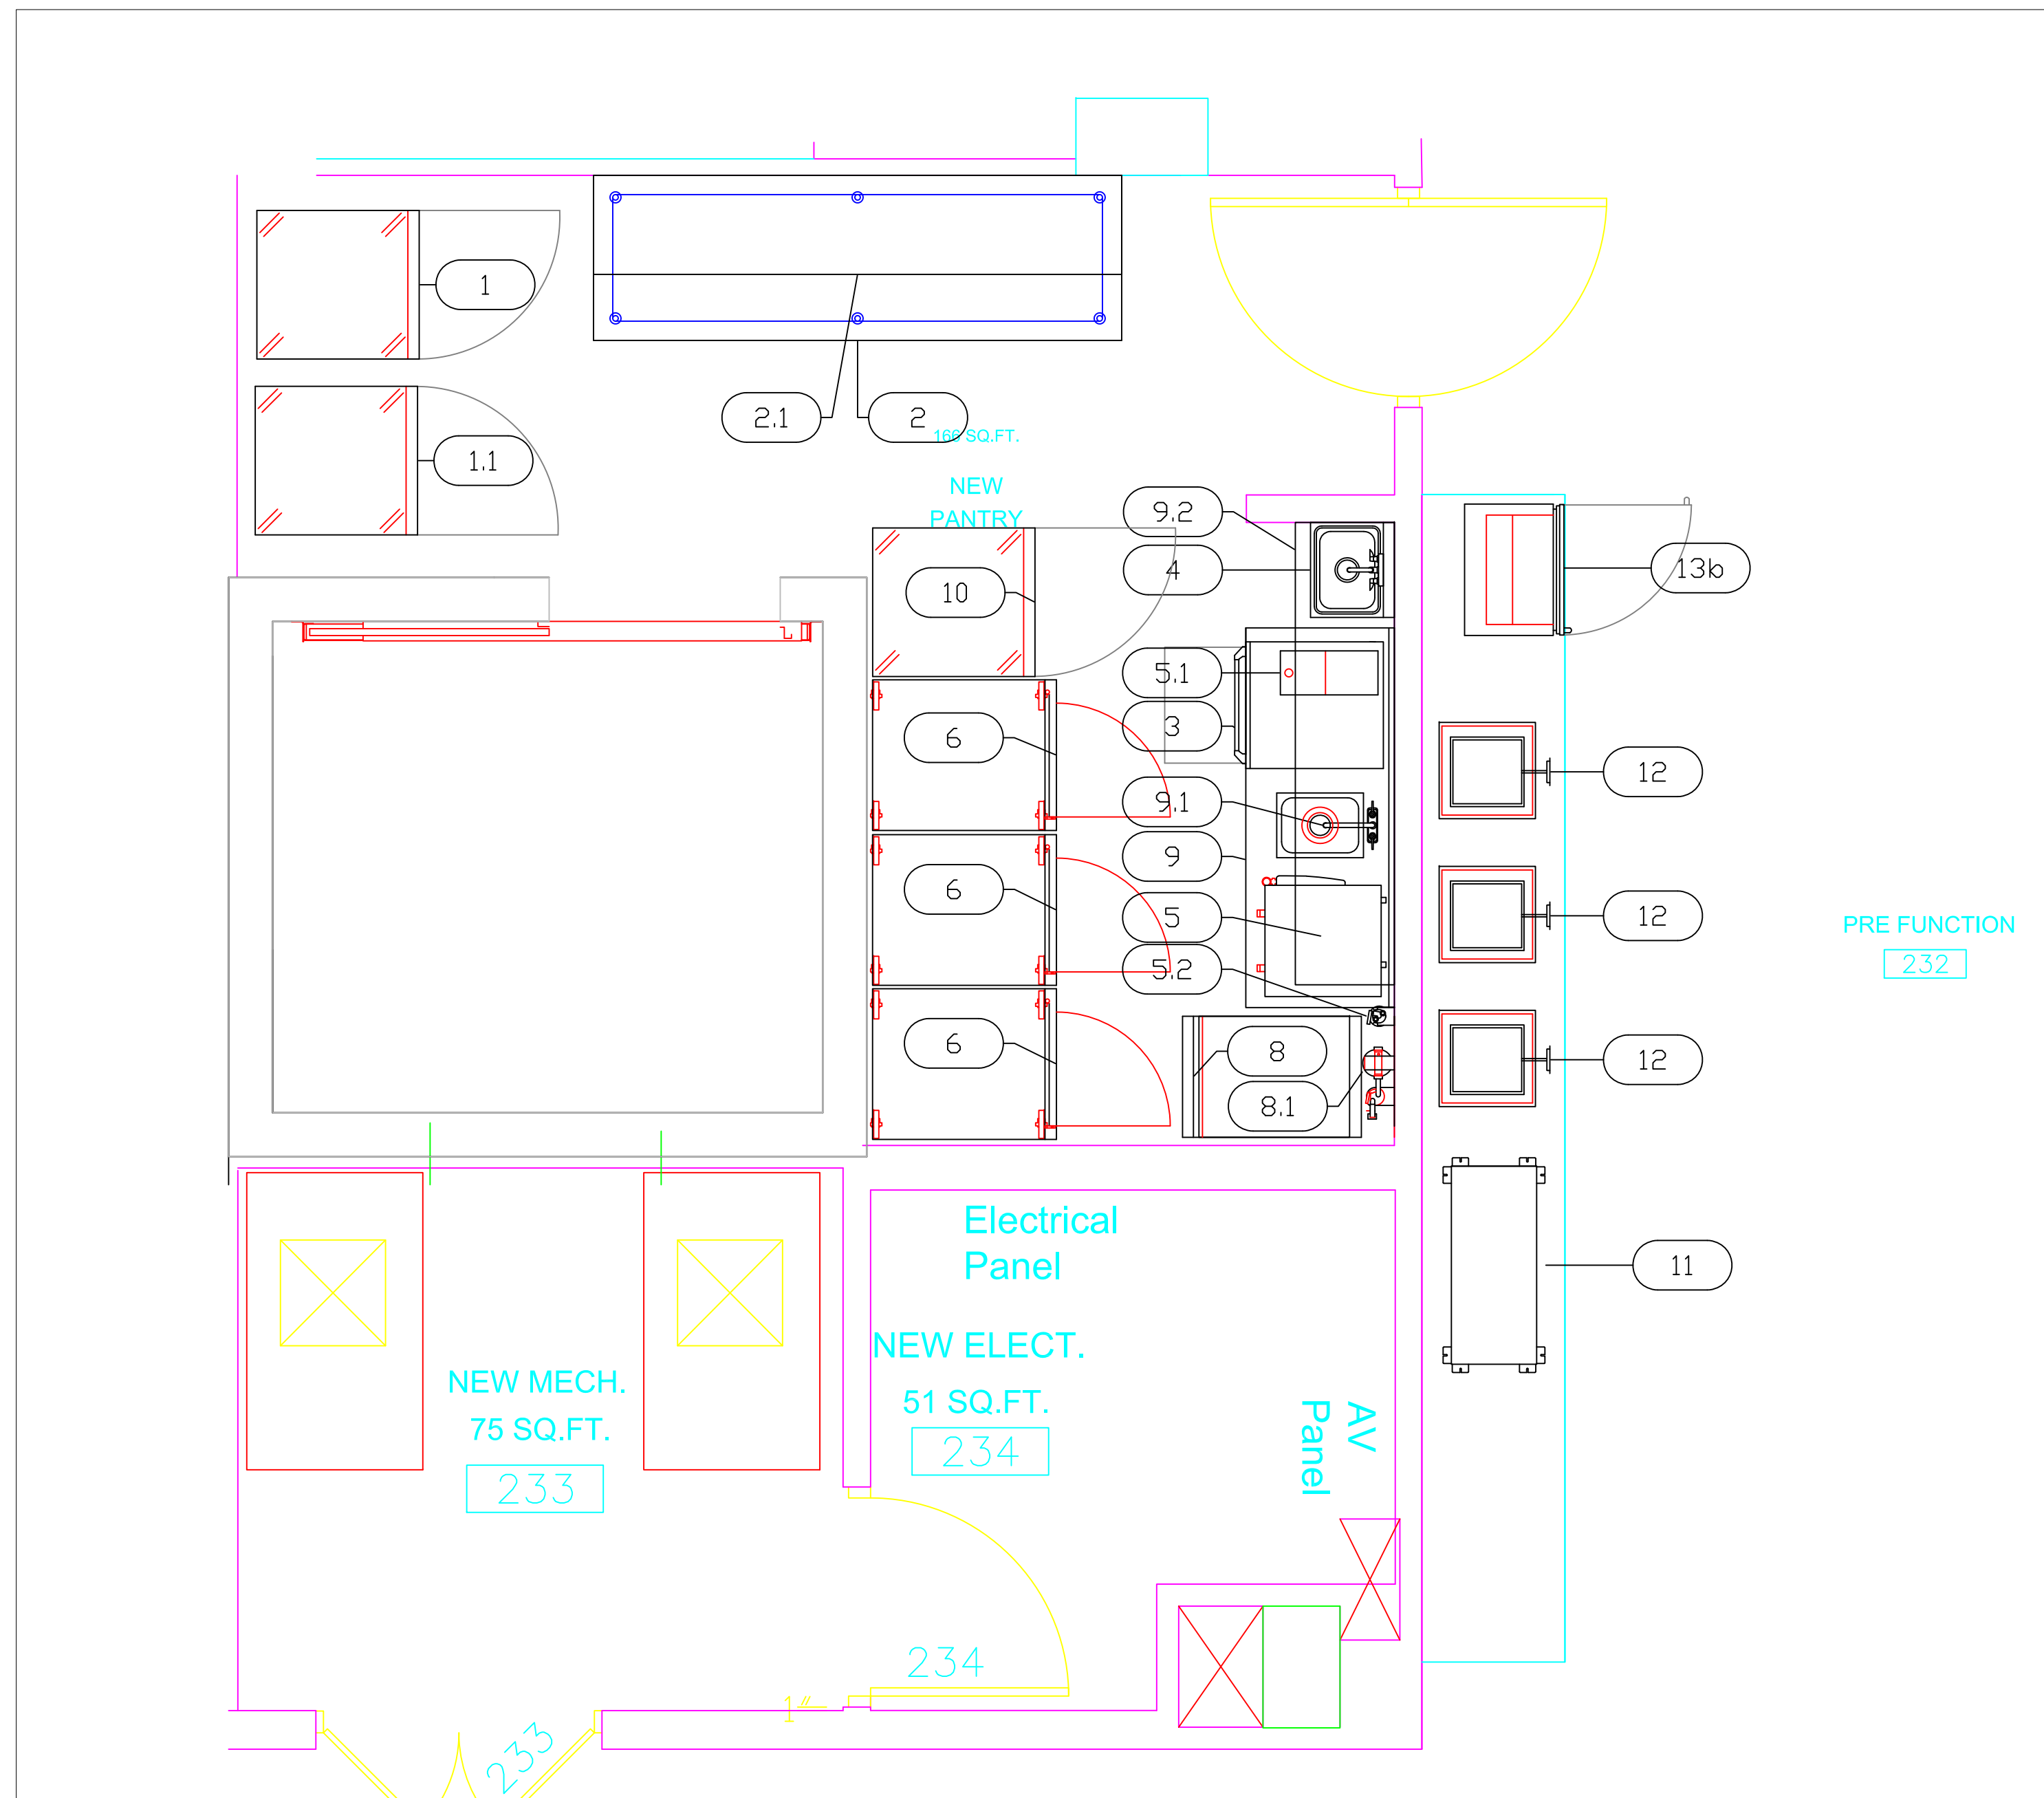 1
1.1
2.1
2
166 SQ.FT.
NEW
PANTRY
9.2
4
10
13b
5.1
3
6
12
9.1
9
6
5
12
PRE FUNCTION
232
5.2
6
8
12
8.1
Electrical
Panel
11
NEW MECH.
75 SQ.FT.
233
NEW ELECT.
51 SQ.FT.
234
AV
Panel
234
1"
233